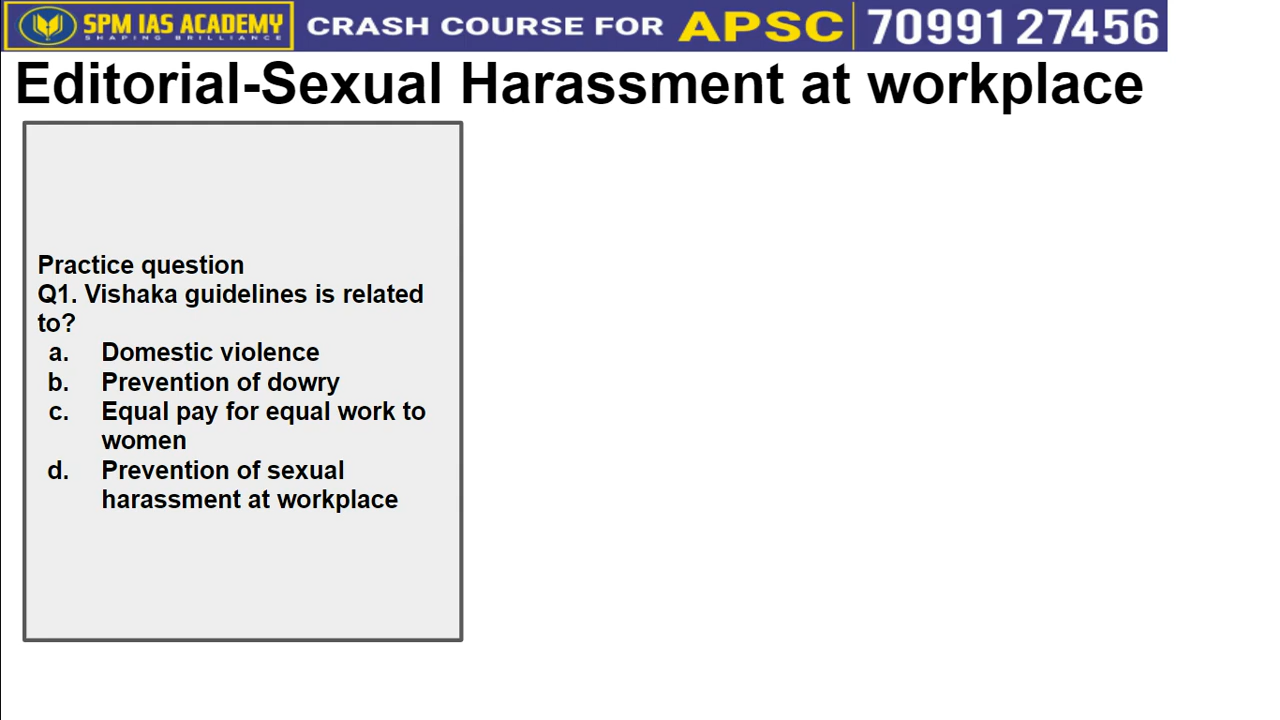 SPM IAS ACADEMY
SHAPING BRILLIANCE
CRASH COURSE FOR APSC 70991 27456
Editorial-Sexual Harassment at workplace
Practice question
Q1. Vishaka guidelines is related
to?
a. Domestic violence
b. Prevention of dowry
c. Equal pay for equal work to
women
d. Prevention of sexual
harassment at workplace